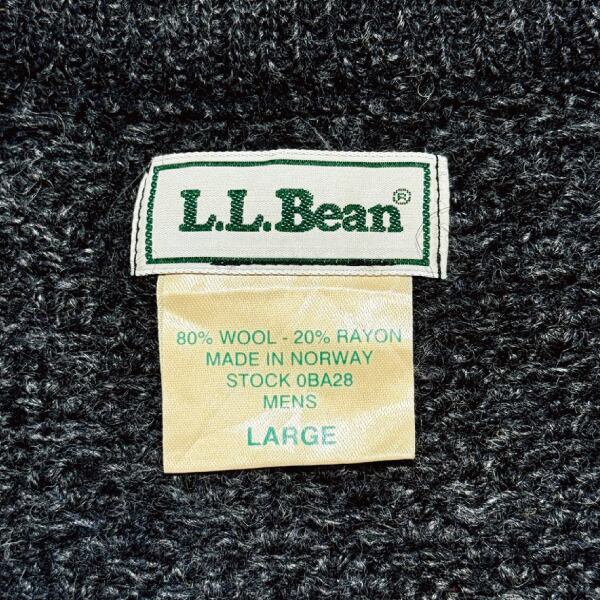 L.L.Bean®
80% WOOL - 20% RAYON
MADE IN NORWAY
STOCK 0BA28
MENS
LARGE